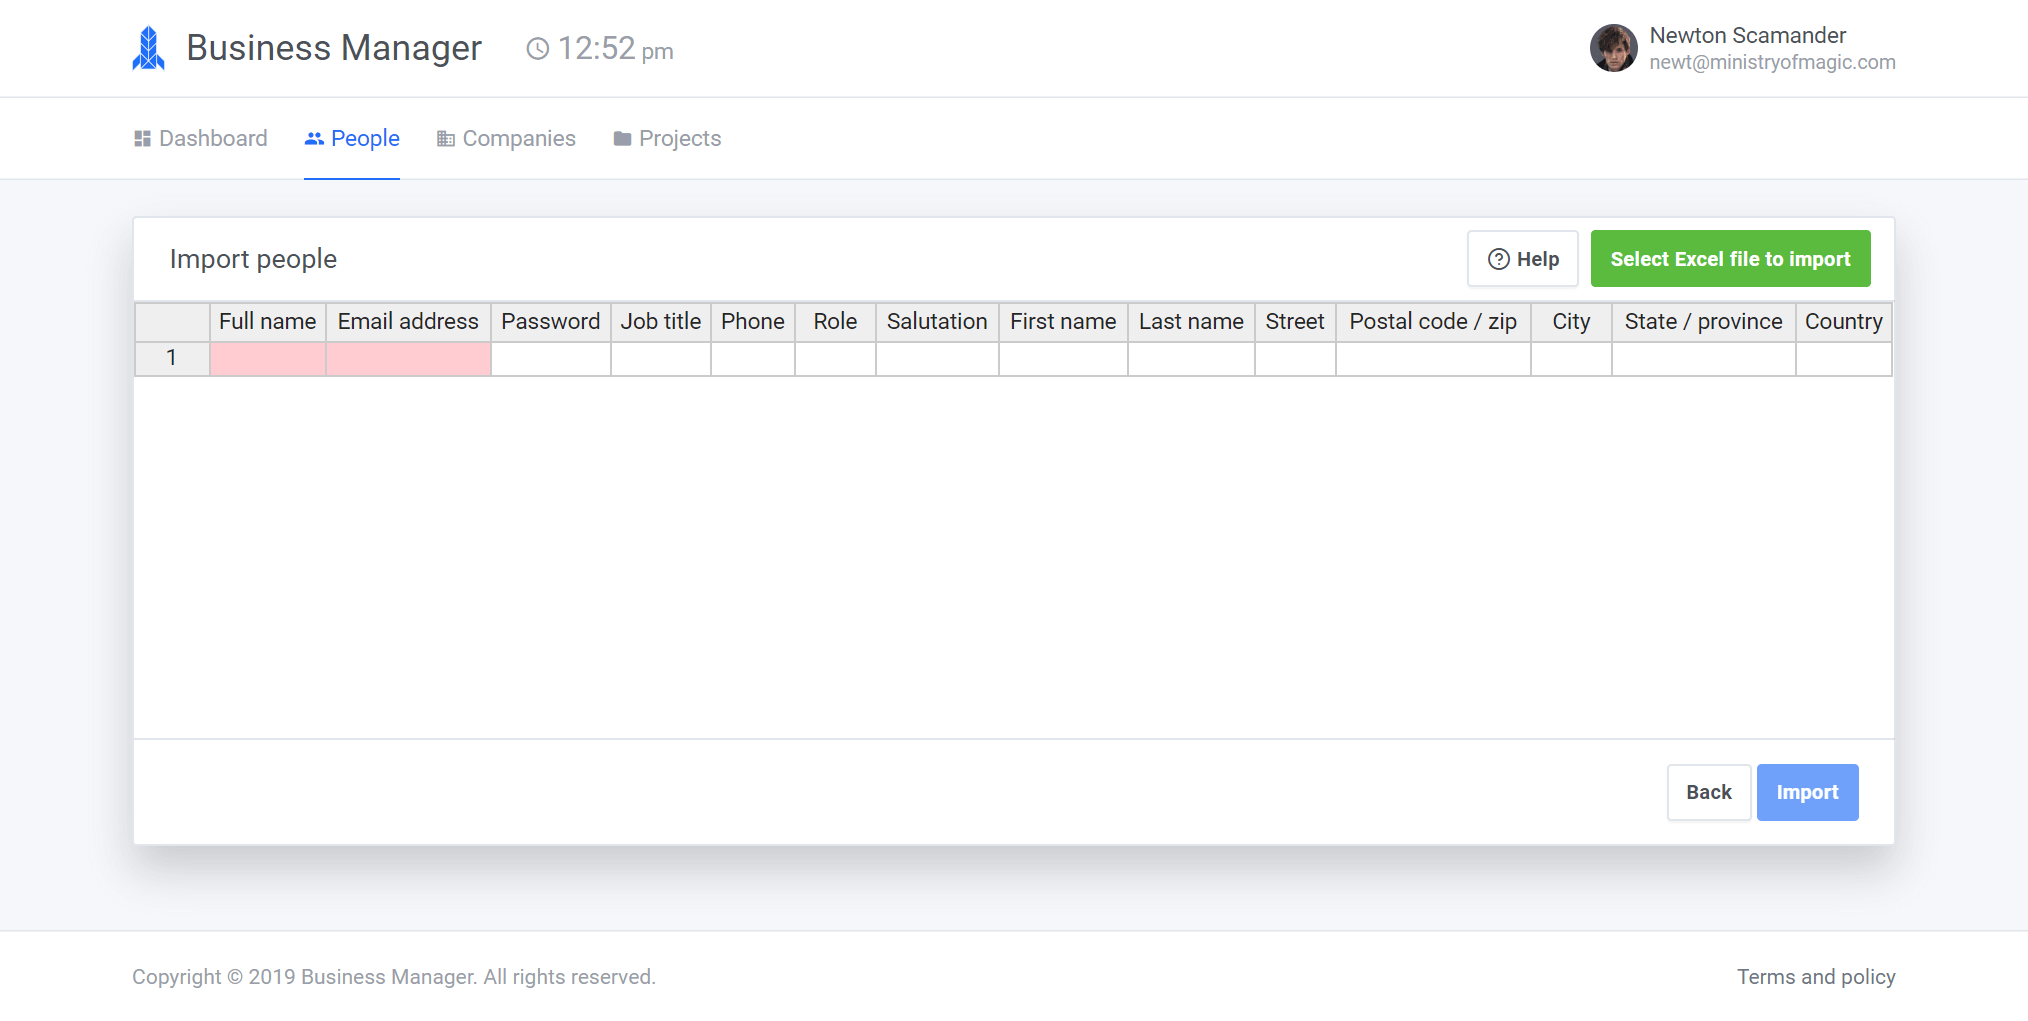 Business Manager 12:52 pm
Newton Scamander
newt@ministryofmagic.com
Dashboard People Companies Projects
Import people ? Help Select Excel file to import
Full name Email address Password Job title Phone Role Salutation First name Last name Street Postal code / zip City State / province Country
1
Back Import
Copyright © 2019 Business Manager. All rights reserved. Terms and policy